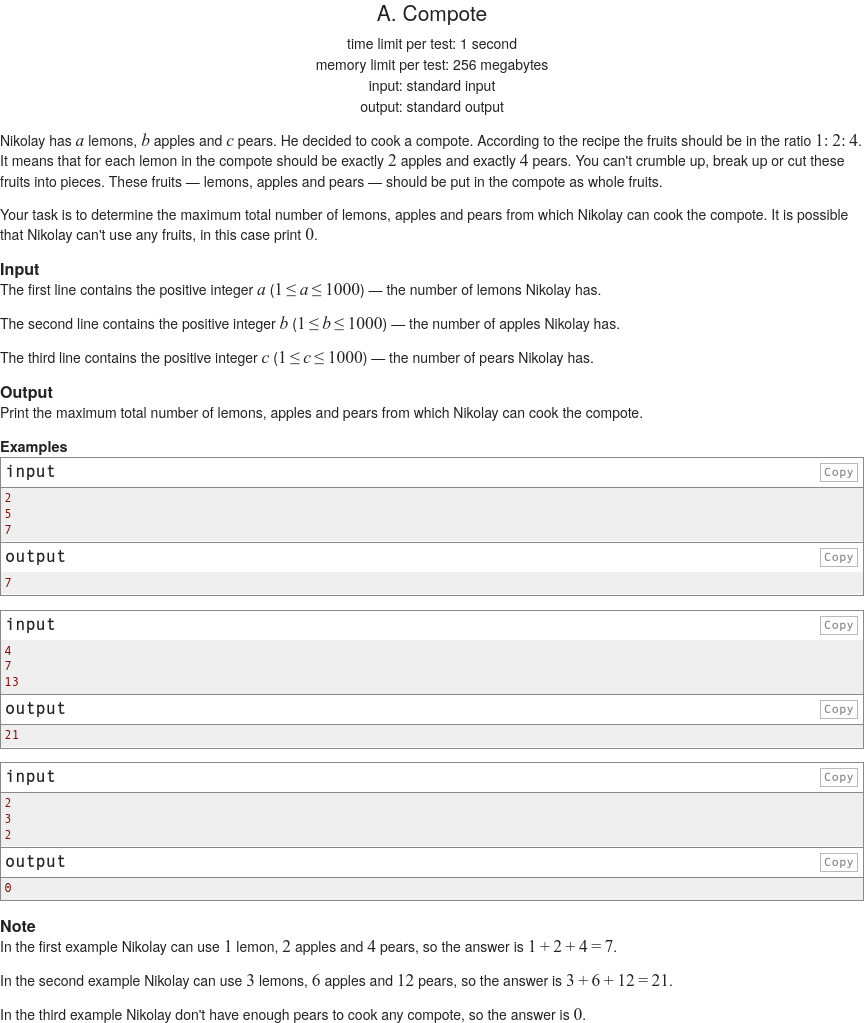 A. Compote
time limit per test: 1 second
memory limit per test: 256 megabytes
input: standard input
output: standard output
Nikolay has a lemons, b apples and c pears. He decided to cook a compote. According to the recipe the fruits should be in the ratio 1: 2: 4.
It means that for each lemon in the compote should be exactly 2 apples and exactly 4 pears. You can't crumble up, break up or cut these
fruits into pieces. These fruits — lemons, apples and pears — should be put in the compote as whole fruits.
Your task is to determine the maximum total number of lemons, apples and pears from which Nikolay can cook the compote. It is possible
that Nikolay can't use any fruits, in this case print 0.
Input
The first line contains the positive integer a (1 ≤ a ≤ 1000) — the number of lemons Nikolay has.
The second line contains the positive integer b (1 ≤ b ≤ 1000) — the number of apples Nikolay has.
The third line contains the positive integer c (1 ≤ c ≤ 1000) — the number of pears Nikolay has.
Output
Print the maximum total number of lemons, apples and pears from which Nikolay can cook the compote.
Examples
input Copy
2
5
7
output Copy
7
input Copy
4
7
13
output Copy
21
input Copy
2
3
2
output Copy
0
Note
In the first example Nikolay can use 1 lemon, 2 apples and 4 pears, so the answer is 1 + 2 + 4 = 7.
In the second example Nikolay can use 3 lemons, 6 apples and 12 pears, so the answer is 3 + 6 + 12 = 21.
In the third example Nikolay don't have enough pears to cook any compote, so the answer is 0.